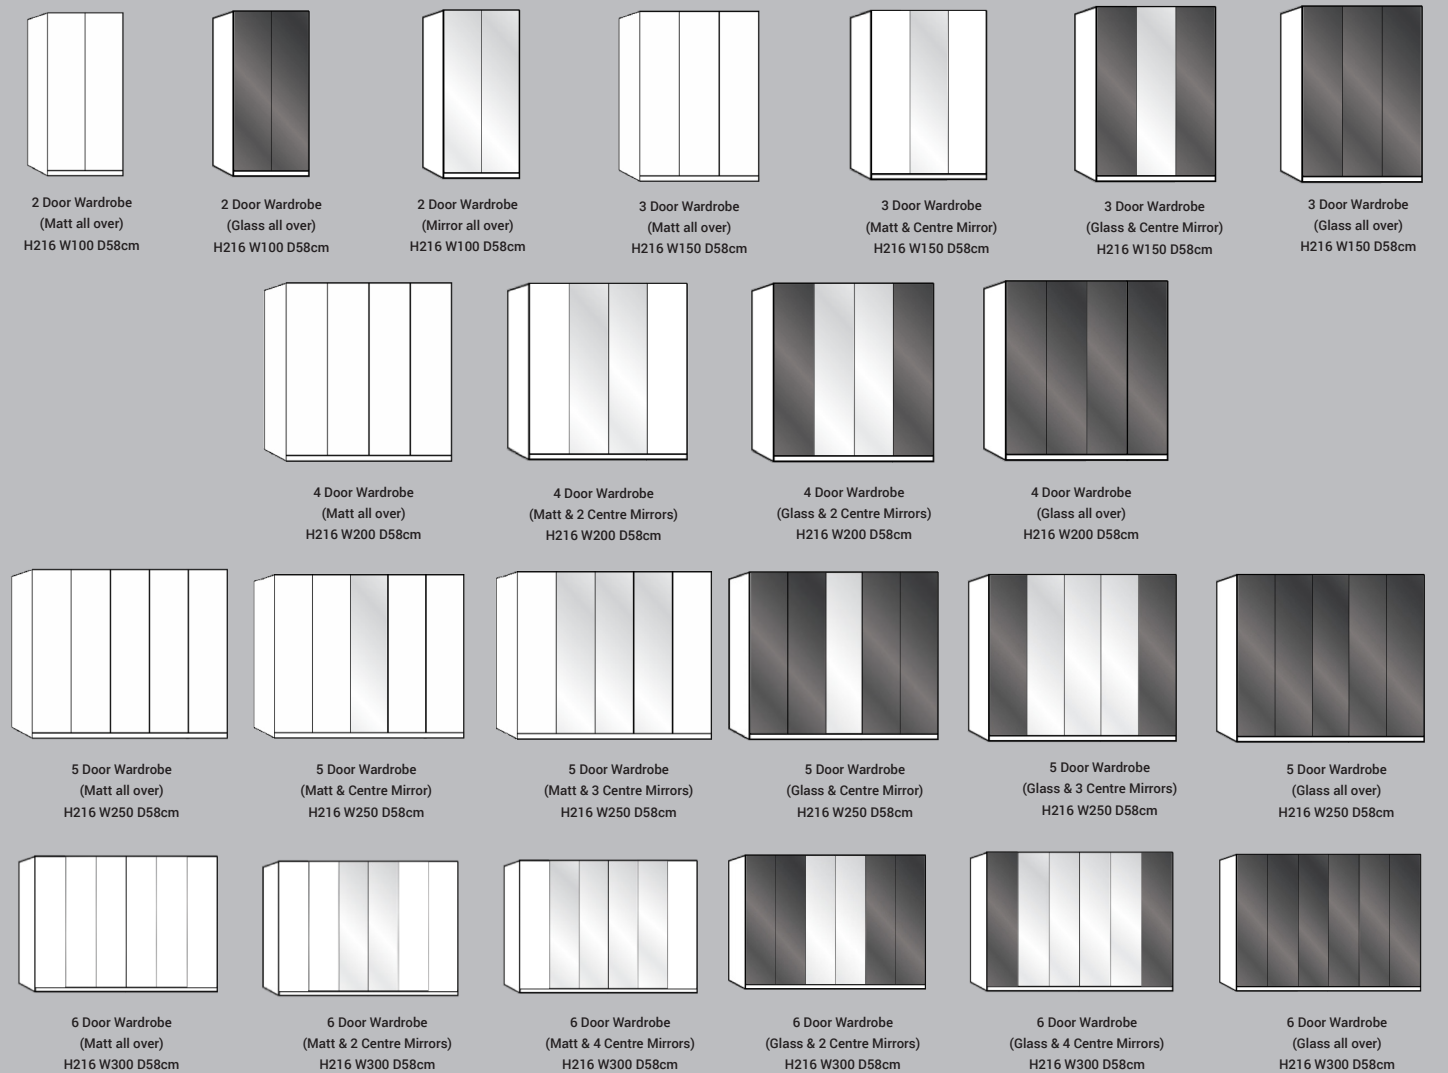 2 Door Wardrobe
(Matt all over)
H216 W100 D58cm
2 Door Wardrobe
(Glass all over)
H216 W100 D58cm
2 Door Wardrobe
(Mirror all over)
H216 W100 D58cm
3 Door Wardrobe
(Matt all over)
H216 W150 D58cm
3 Door Wardrobe
(Matt & Centre Mirror)
H216 W150 D58cm
3 Door Wardrobe
(Glass & Centre Mirror)
H216 W150 D58cm
3 Door Wardrobe
(Glass all over)
H216 W150 D58cm
4 Door Wardrobe
(Matt all over)
H216 W200 D58cm
4 Door Wardrobe
(Matt & 2 Centre Mirrors)
H216 W200 D58cm
4 Door Wardrobe
(Glass & 2 Centre Mirrors)
H216 W200 D58cm
4 Door Wardrobe
(Glass all over)
H216 W200 D58cm
5 Door Wardrobe
(Matt all over)
H216 W250 D58cm
5 Door Wardrobe
(Matt & Centre Mirror)
H216 W250 D58cm
5 Door Wardrobe
(Matt & 3 Centre Mirrors)
H216 W250 D58cm
5 Door Wardrobe
(Glass & Centre Mirror)
H216 W250 D58cm
5 Door Wardrobe
(Glass & 3 Centre Mirrors)
H216 W250 D58cm
5 Door Wardrobe
(Glass all over)
H216 W250 D58cm
6 Door Wardrobe
(Matt all over)
H216 W300 D58cm
6 Door Wardrobe
(Matt & 2 Centre Mirrors)
H216 W300 D58cm
6 Door Wardrobe
(Matt & 4 Centre Mirrors)
H216 W300 D58cm
6 Door Wardrobe
(Glass & 2 Centre Mirrors)
H216 W300 D58cm
6 Door Wardrobe
(Glass & 4 Centre Mirrors)
H216 W300 D58cm
6 Door Wardrobe
(Glass all over)
H216 W300 D58cm